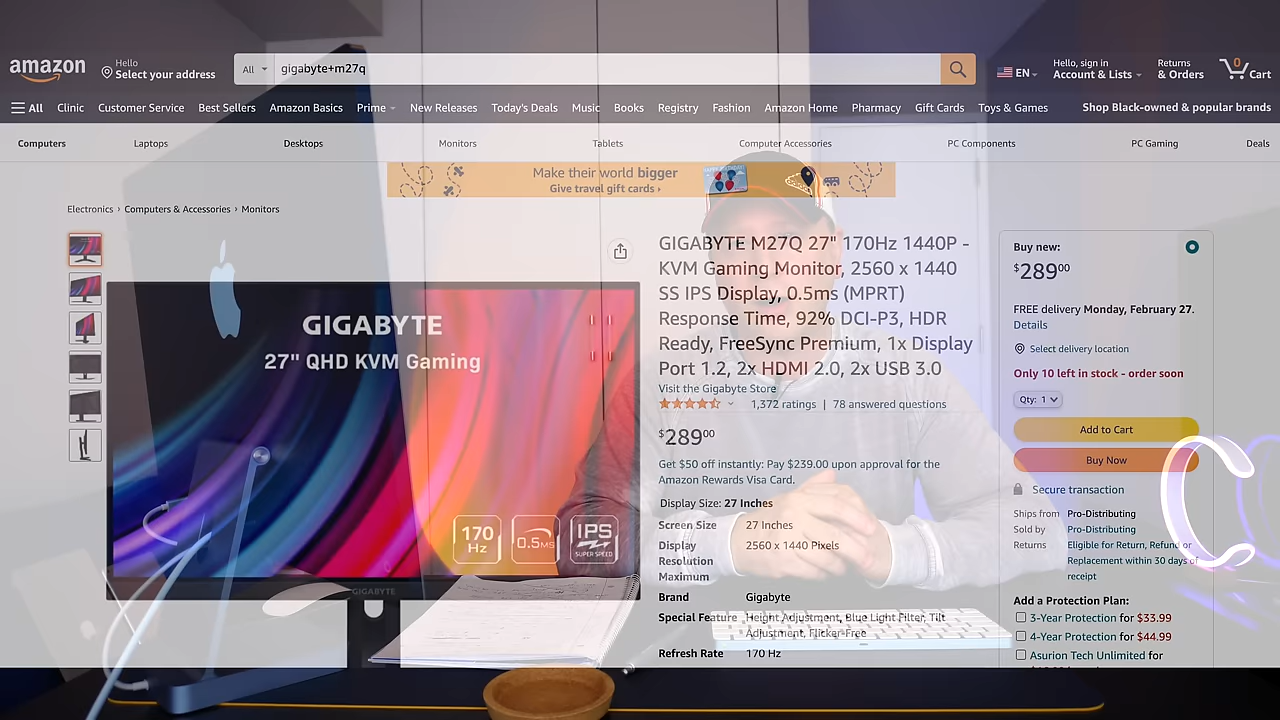 Hello
Select your address
amazon
All
gigabyte+m27q
EN
Hello, sign in
Account & Lists
Returns
& Orders
0
Cart
All
Clinic
Customer Service
Best Sellers
Amazon Basics
Prime
New Releases
Today's Deals
Music
Books
Registry
Fashion
Amazon Home
Pharmacy
Gift Cards
Toys & Games
Shop Black-owned & popular brands
Computers
Laptops
Desktops
Monitors
Tablets
Computer Accessories
PC Components
PC Gaming
Deals
Make their world bigger
Give travel gift cards ›
Electronics › Computers & Accessories › Monitors
GIGABYTE
27" QHD KVM Gaming
170
Hz
0.5MS
IPS
SUPER SPEED
GIGABYTE
GIGABYTE M27Q 27" 170Hz 1440P -
KVM Gaming Monitor, 2560 x 1440
SS IPS Display, 0.5ms (MPRT)
Response Time, 92% DCI-P3, HDR
Ready, FreeSync Premium, 1x Display
Port 1.2, 2x HDMI 2.0, 2x USB 3.0
Visit the Gigabyte Store
1,372 ratings | 78 answered questions
$28900
Get $50 off instantly: Pay $239.00 upon approval for the
Amazon Rewards Visa Card.
Display Size: 27 Inches
Screen Size 27 Inches
Display 2560 x 1440 Pixels
Resolution
Maximum
Brand Gigabyte
Special Feature Height Adjustment, Blue Light Filter, Tilt
Adjustment, Flicker-Free
Refresh Rate 170 Hz
Buy new:
$28900
FREE delivery Monday, February 27.
Details
Select delivery location
Only 10 left in stock - order soon
Qty: 1
Add to Cart
Buy Now
Secure transaction
Ships from Pro-Distributing
Sold by Pro-Distributing
Returns Eligible for Return, Refund or
Replacement within 30 days of
receipt
Add a Protection Plan:
3-Year Protection for $33.99
4-Year Protection for $44.99
Asurion Tech Unlimited for